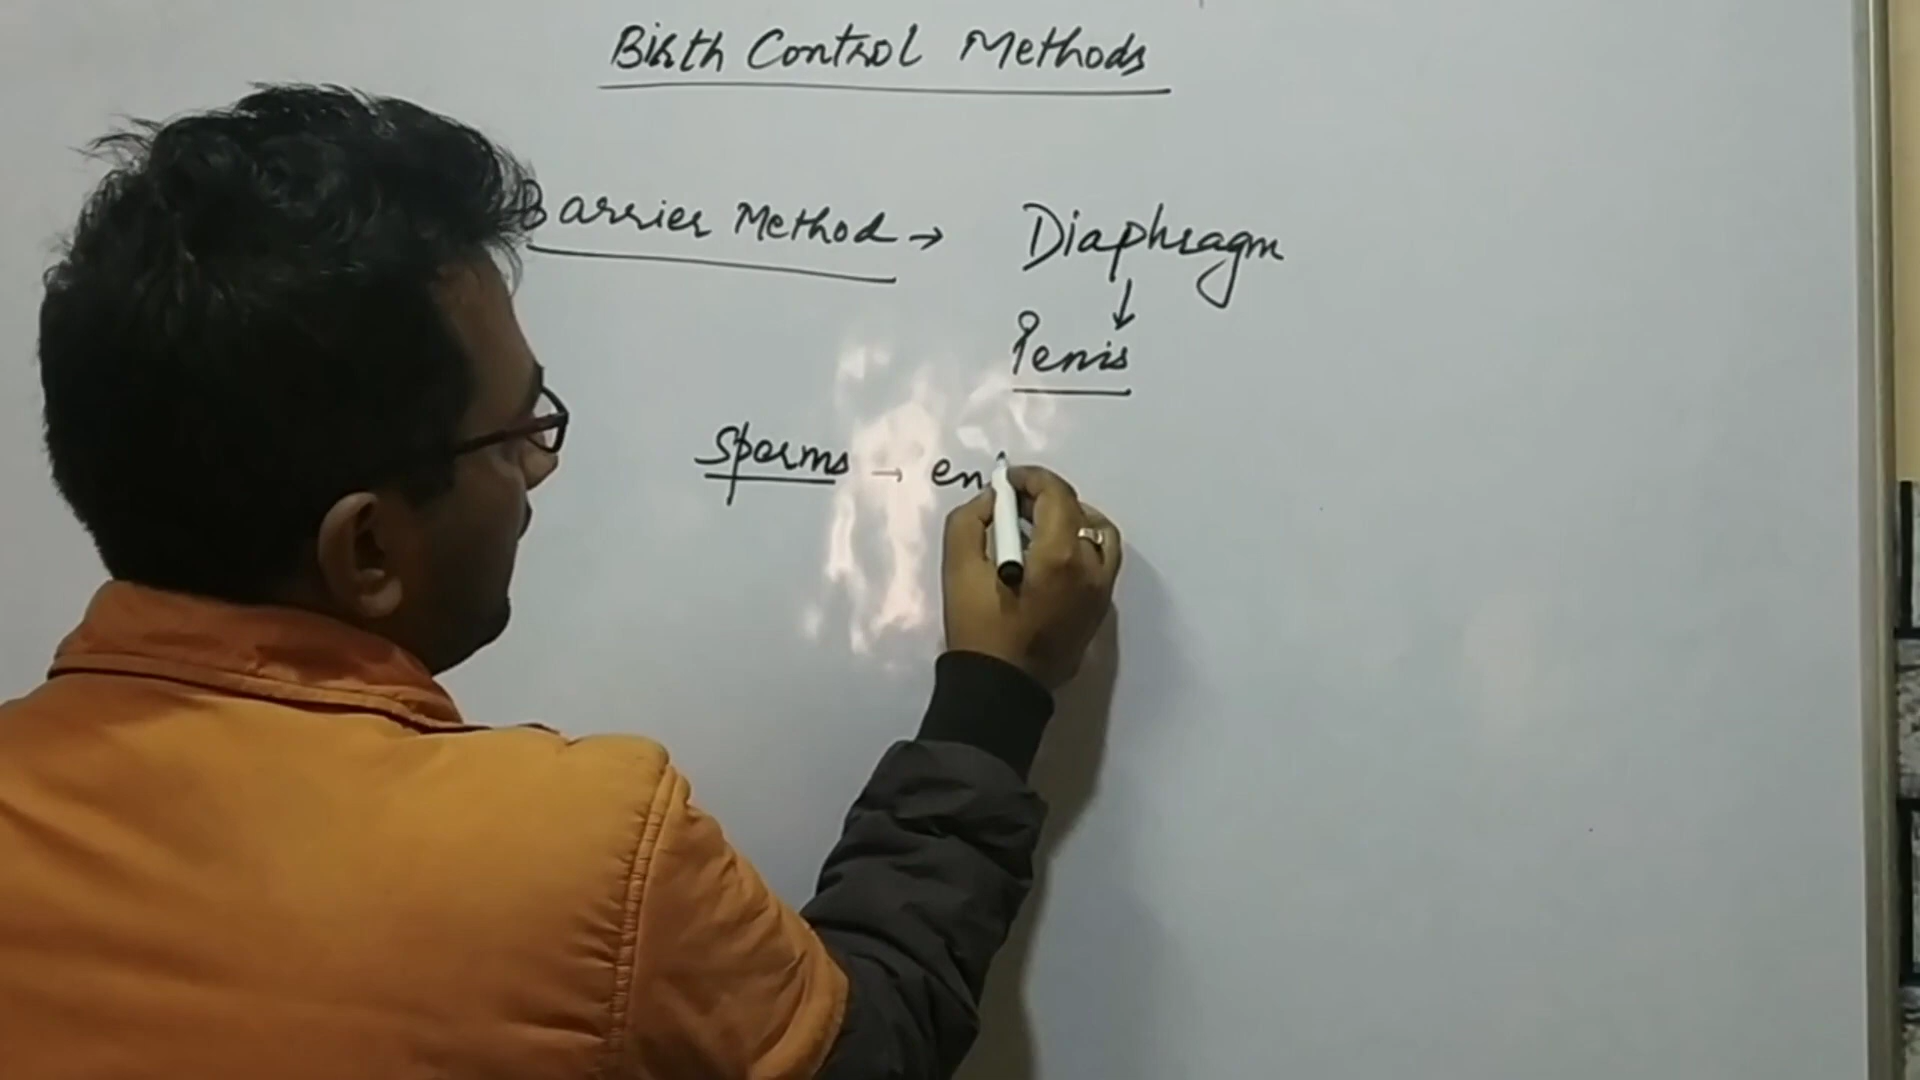 Birth Control Methods
Barrier Method → Diaphragm
↓
Penis
Sperms → en